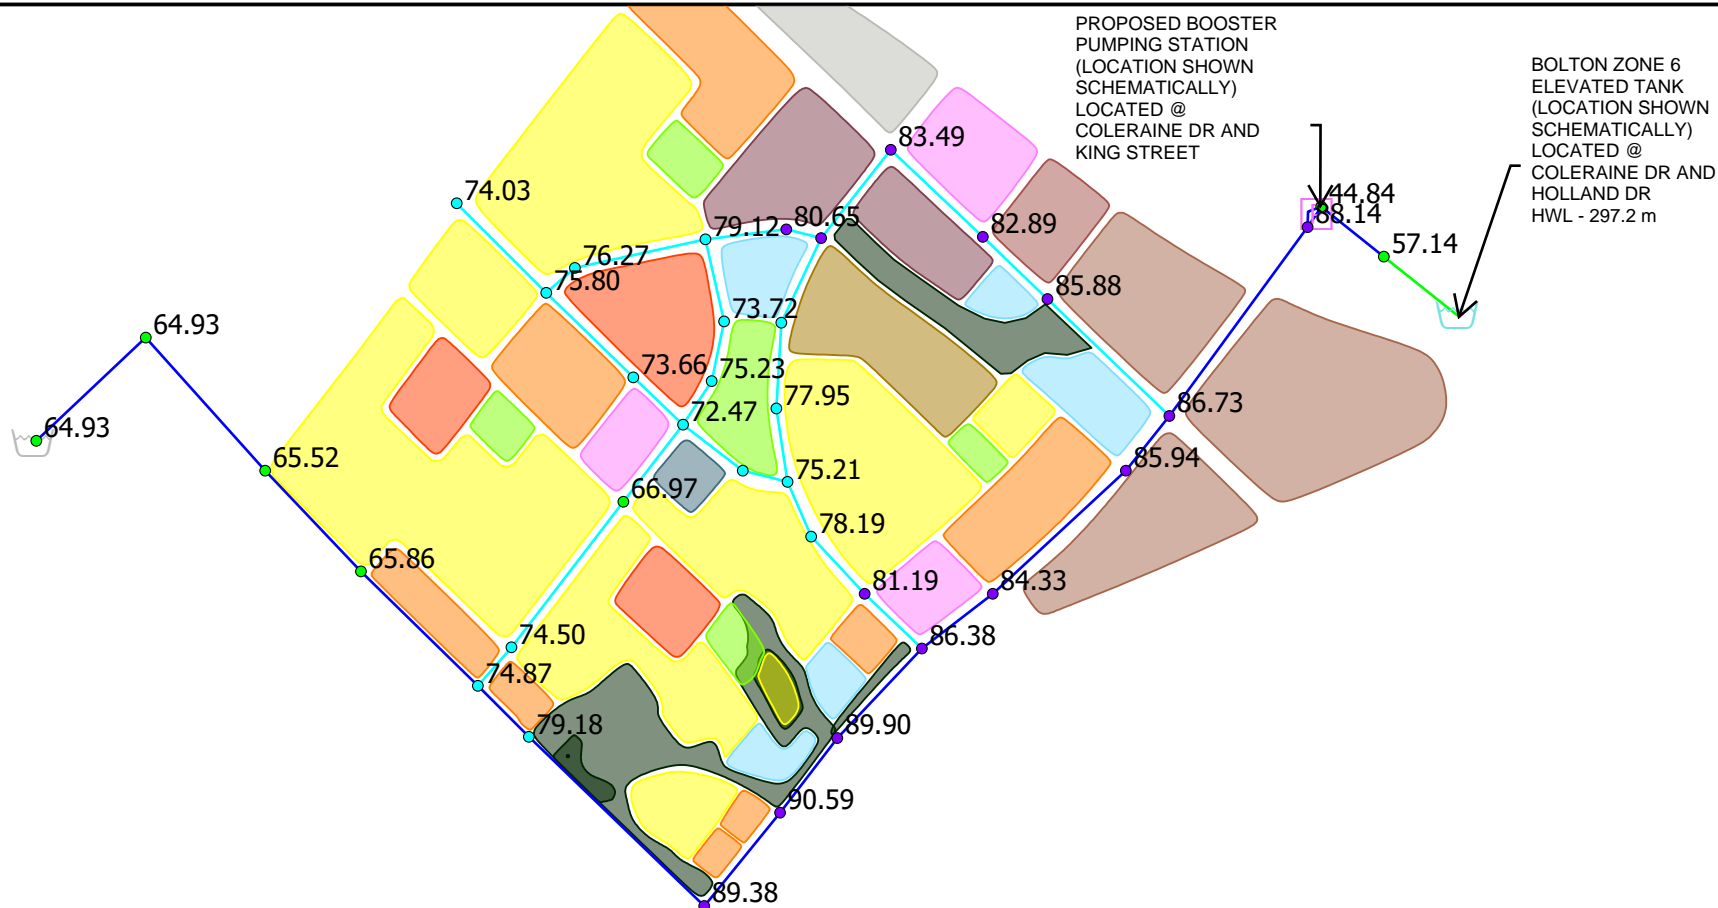 PROPOSED BOOSTER
PUMPING STATION
(LOCATION SHOWN
SCHEMATICALLY)
LOCATED @
COLERAINE DR AND
KING STREET
BOLTON ZONE 6
ELEVATED TANK
(LOCATION SHOWN
SCHEMATICALLY)
LOCATED @
COLERAINE DR AND
HOLLAND DR
HWL - 297.2 m
83.49
74.03
44.84
88.14
79.12
80.65
82.89
57.14
76.27
75.80
85.88
64.93
73.72
73.66
75.23
77.95
86.73
64.93
72.47
65.52
75.21
85.94
66.97
78.19
65.86
81.19
84.33
74.50
86.38
74.87
79.18
89.90
90.59
89.38